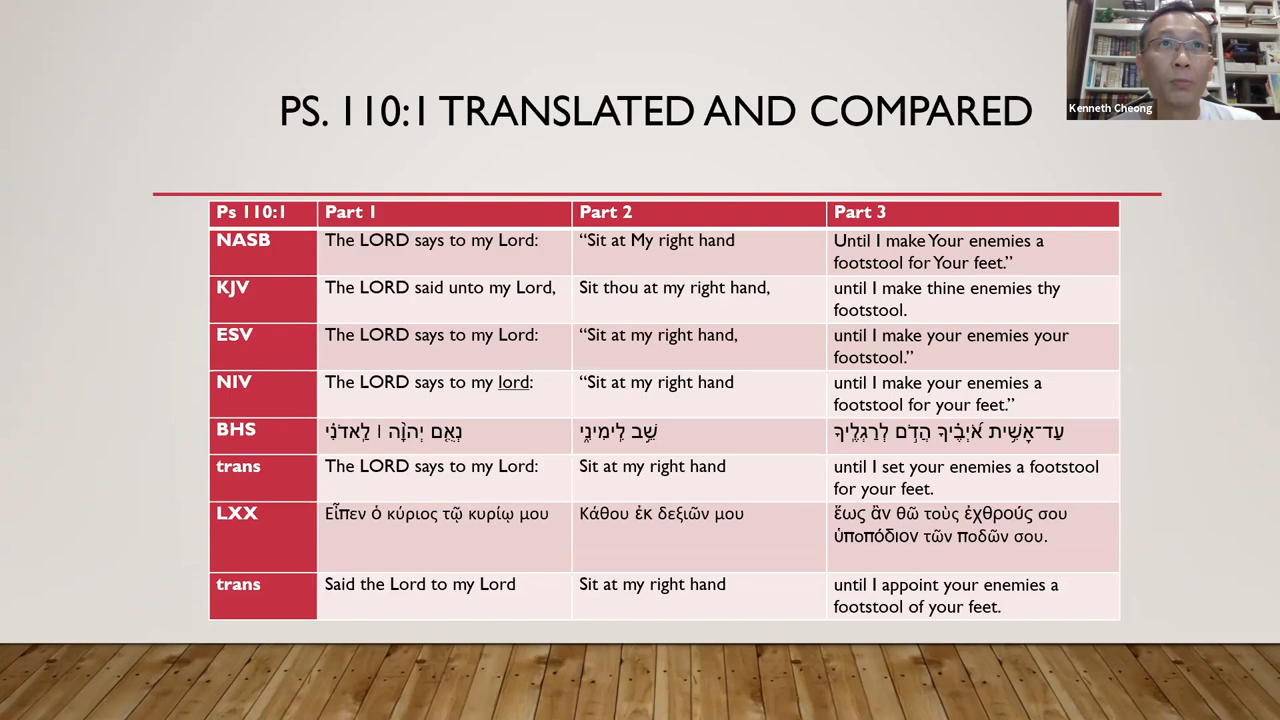 Kenneth Cheong
PS. 110:1 TRANSLATED AND COMPARED
Ps 110:1 Part 1 Part 2 Part 3
NASB The LORD says to my Lord: “Sit at My right hand Until I make Your enemies a
footstool for Your feet.”
KJV The LORD said unto my Lord, Sit thou at my right hand, until I make thine enemies thy
footstool.
ESV The LORD says to my Lord: “Sit at my right hand, until I make your enemies your
footstool.”
NIV The LORD says to my lord: “Sit at my right hand until I make your enemies a
footstool for your feet.”
BHS נְאֻ֤ם יְהוָ֨ה ׀ לַֽאדֹנִ֗י שֵׁ֥ב לִֽימִינִ֑י עַד־אָשִׁ֥ית אֹ֝יְבֶ֗יךָ הֲדֹ֣ם לְרַגְלֶֽיךָ
trans The LORD says to my Lord: Sit at my right hand until I set your enemies a footstool
for your feet.
LXX Εἶπεν ὁ κύριος τῷ κυρίῳ μου Κάθου ἐκ δεξιῶν μου ἕως ἂν θῶ τοὺς ἐχθρούς σου
ὑποπόδιον τῶν ποδῶν σου.
trans Said the Lord to my Lord Sit at my right hand until I appoint your enemies a
footstool of your feet.